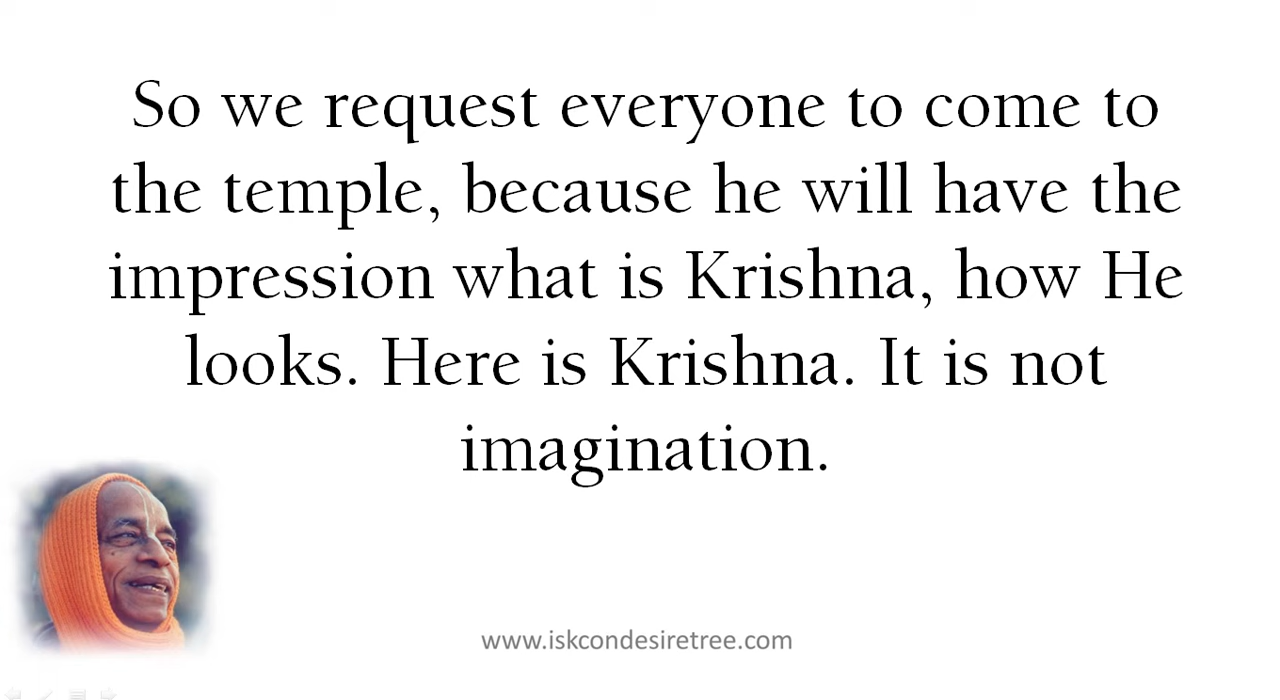 So we request everyone to come to
the temple, because he will have the
impression what is Krishna, how He
looks. Here is Krishna. It is not
imagination.
www.iskcondesiretree.com